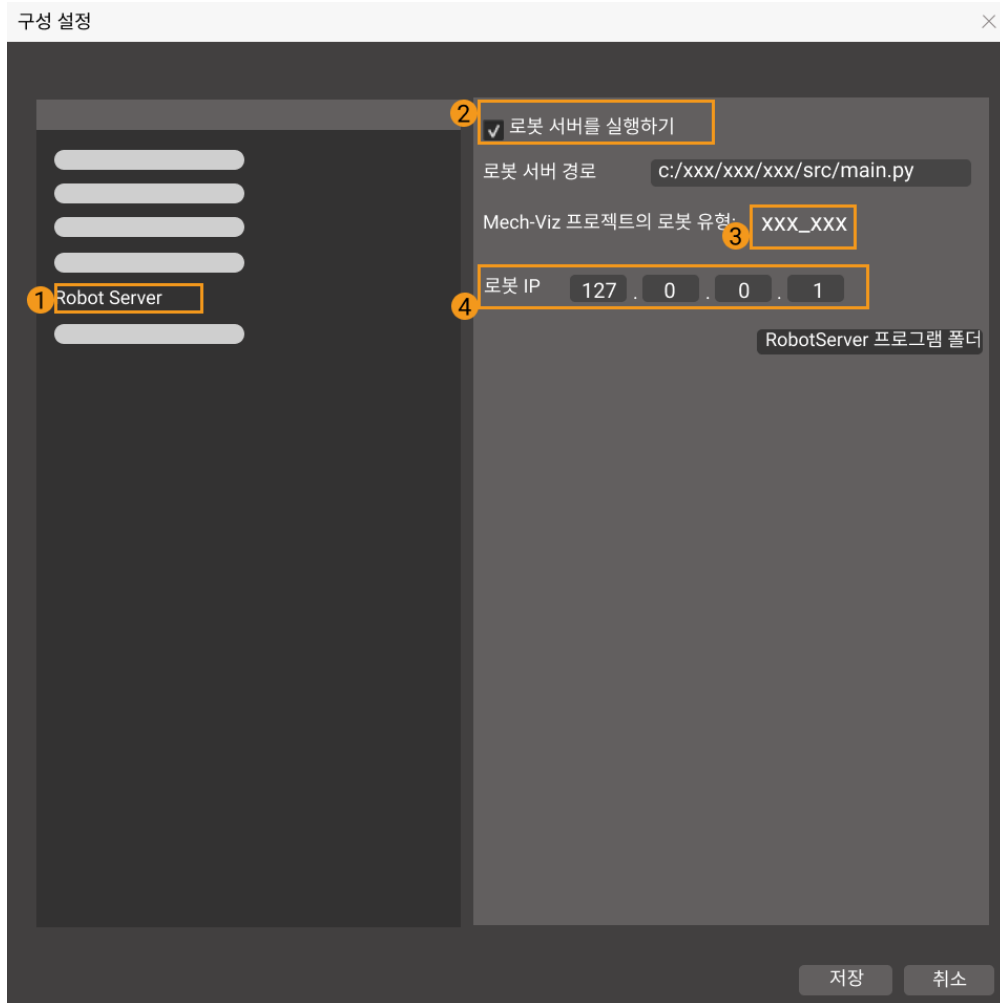 구성 설정
2
로봇 서버를 실행하기
로봇 서버 경로 c:/xxx/xxx/xxx/src/main.py
Mech-Viz 프로젝트의 로봇 유형: xxx_xxx
3
1 Robot Server
로봇 IP 127 . 0 . 0 . 1
4
RobotServer 프로그램 폴더
저장 취소